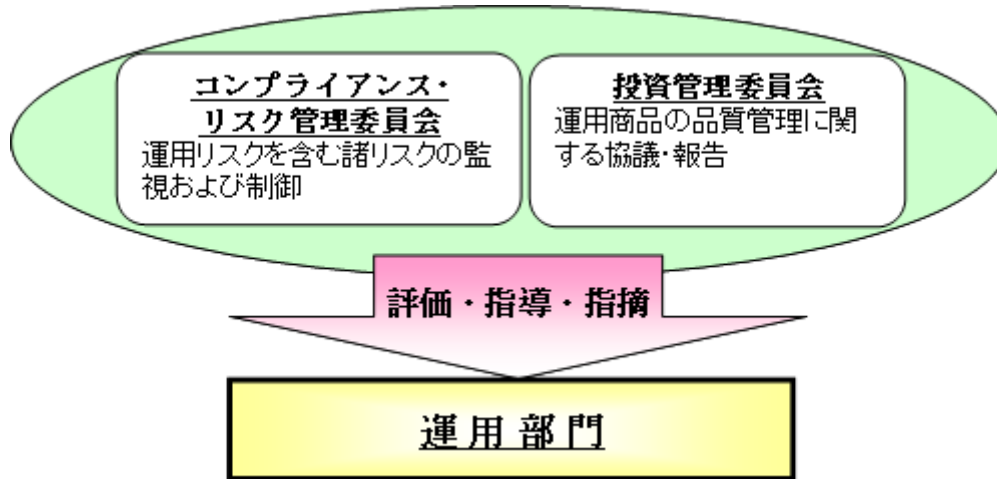 コンプライアンス・
リスク管理委員会
運用リスクを含む諸リスクの監
視および制御
投資管理委員会
運用商品の品質管理に関
する協議・報告
評価・指導・指摘
運用部門